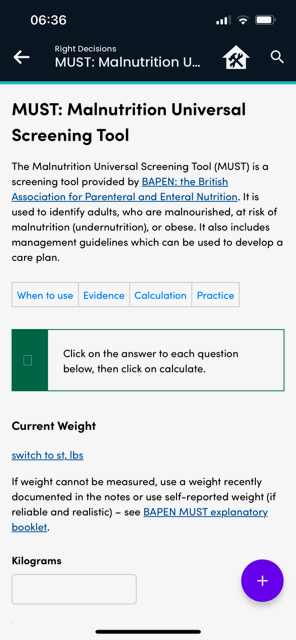 06:36
Right Decisions
MUST: Malnutrition U...
MUST: Malnutrition Universal
Screening Tool
The Malnutrition Universal Screening Tool (MUST) is a
screening tool provided by BAPEN: the British
Association for Parenteral and Enteral Nutrition. It is
used to identify adults, who are malnourished, at risk of
malnutrition (undernutrition), or obese. It also includes
management guidelines which can be used to develop a
care plan.
When to use Evidence Calculation Practice
Click on the answer to each question
below, then click on calculate.
Current Weight
switch to st, lbs
If weight cannot be measured, use a weight recently
documented in the notes or use self-reported weight (if
reliable and realistic) – see BAPEN MUST explanatory
booklet.
Kilograms
+